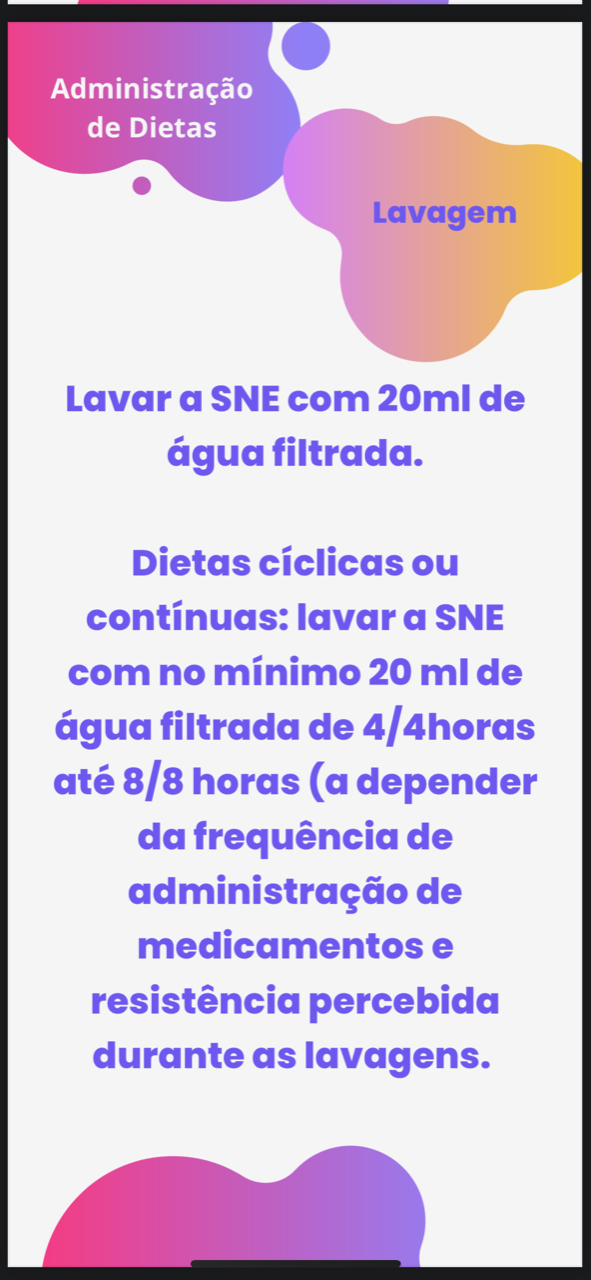 Administração
de Dietas
Lavagem
Lavar a SNE com 20ml de
água filtrada.
Dietas cíclicas ou
contínuas: lavar a SNE
com no mínimo 20 ml de
água filtrada de 4/4horas
até 8/8 horas (a depender
da frequência de
administração de
medicamentos e
resistência percebida
durante as lavagens.